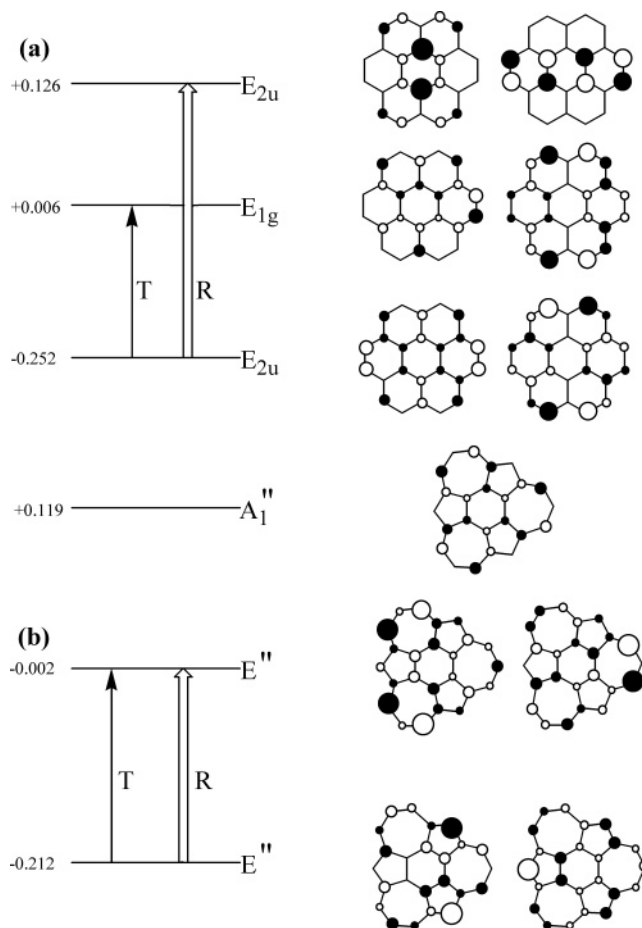 (a)
+0.126 E2u
+0.006 E1g
T R
-0.252 E2u
+0.119 A1"
(b)
-0.002 E"
T R
-0.212 E"